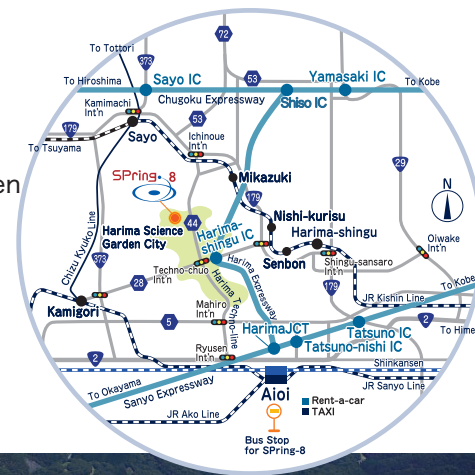 72
To Tottori
373
To Hiroshima
Sayo IC
53
Yamasaki IC
To Kobe
Kamimachi
Int'n
Chugoku Expressway
Shiso IC
53
179
Sayo
Ichinoue
Int'n
To Tsuyama
29
SPring-8
Mikazuki
179
N
Harima Science
Garden City
44
Nishi-kurisu
Harima-
shingu IC
Harima-shingu
Oiwake
Int'n
Chizu Kyuko Line
373
Senbon
Shingu-sansaro
Int'n
Techno-chuo
Int'n
28
Harima Expressway
Harima Techno-line
179
To Kobe
JR Kishin Line
Kamigori
Mahiro
Int'n
5
2
To Hime
HarimaJCT
Tatsuno IC
Tatsuno-nishi IC
2
Ryusen
Int'n
Shinkansen
To Okayama
Sanyo Expressway
Aioi
JR Sanyo Line
JR Ako Line
Rent-a-car
TAXI
Bus Stop
for SPring-8
en